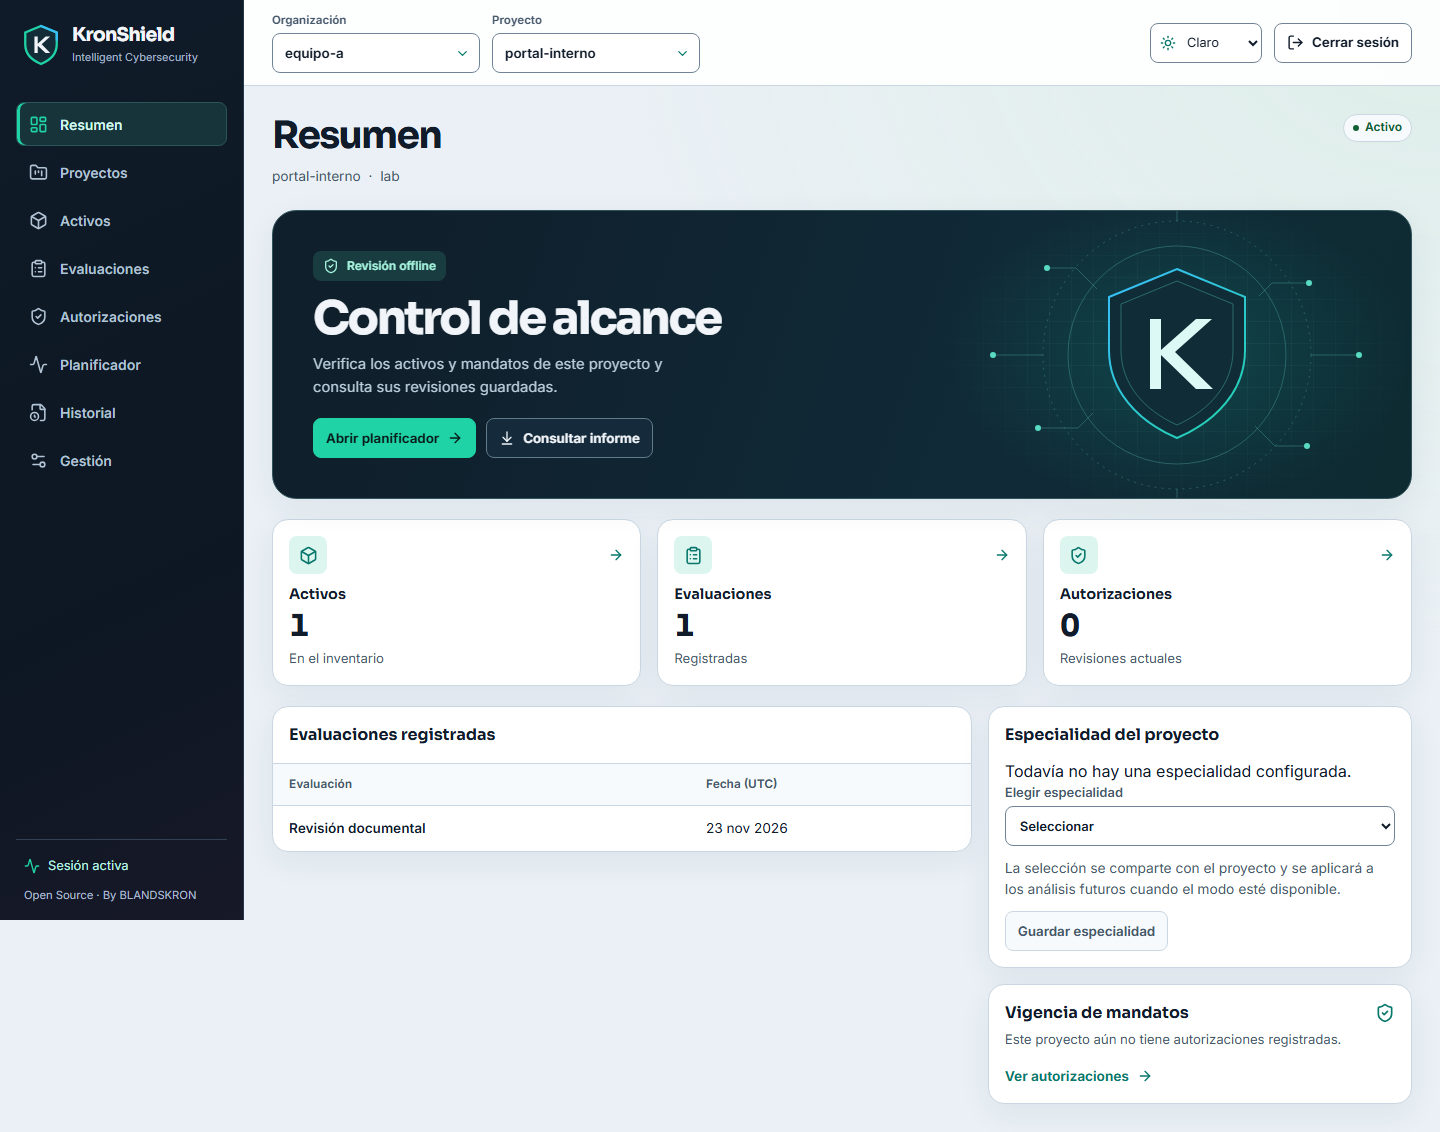 KronShield
Intelligent Cybersecurity
Resumen
Proyectos
Activos
Evaluaciones
Autorizaciones
Planificador
Historial
Gestión
Sesión activa
Open Source · By BLANDSKRON
Organización
equipo-a
Proyecto
portal-interno
Claro
Cerrar sesión
Resumen
portal-interno · lab
Activo
Revisión offline
Control de alcance
Verifica los activos y mandatos de este proyecto y
consulta sus revisiones guardadas.
Abrir planificador
Consultar informe
K
Activos
1
En el inventario
Evaluaciones
1
Registradas
Autorizaciones
0
Revisiones actuales
Evaluaciones registradas
Evaluación Fecha (UTC)
Revisión documental 23 nov 2026
Especialidad del proyecto
Todavía no hay una especialidad configurada.
Elegir especialidad
Seleccionar
La selección se comparte con el proyecto y se aplicará a
los análisis futuros cuando el modo esté disponible.
Guardar especialidad
Vigencia de mandatos
Este proyecto aún no tiene autorizaciones registradas.
Ver autorizaciones